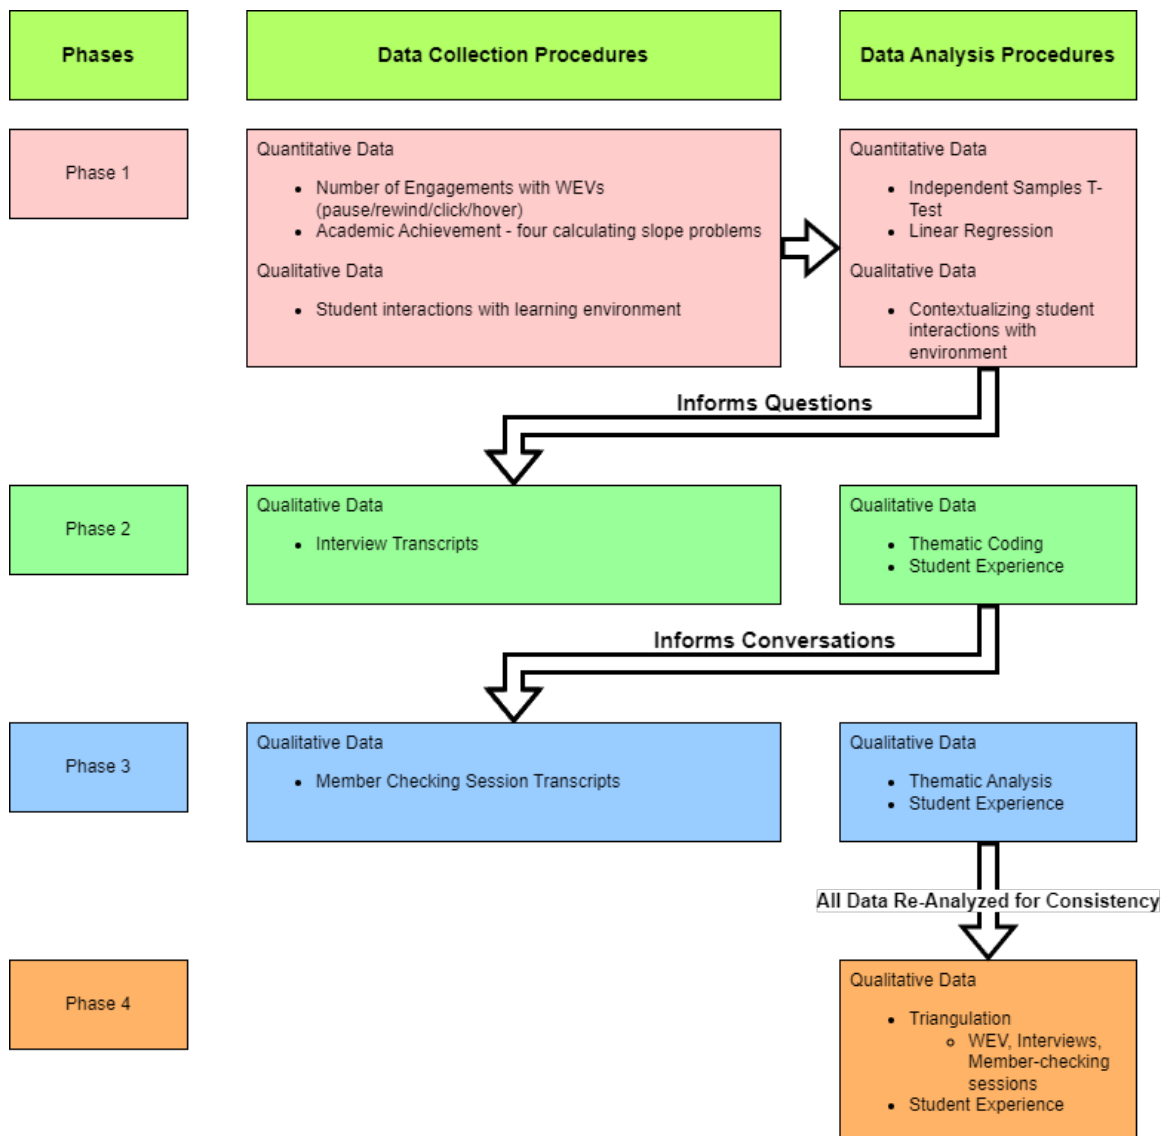 Phases
Data Collection Procedures
Data Analysis Procedures
Phase 1
Quantitative Data
• Number of Engagements with WEVs
(pause/rewind/click/hover)
• Academic Achievement - four calculating slope problems
Qualitative Data
• Student interactions with learning environment
Quantitative Data
• Independent Samples T-
Test
• Linear Regression
Qualitative Data
• Contextualizing student
interactions with
environment
Informs Questions
Phase 2
Qualitative Data
• Interview Transcripts
Qualitative Data
• Thematic Coding
• Student Experience
Informs Conversations
Phase 3
Qualitative Data
• Member Checking Session Transcripts
Qualitative Data
• Thematic Analysis
• Student Experience
All Data Re-Analyzed for Consistency
Phase 4
Qualitative Data
• Triangulation
◦ WEV, Interviews,
Member-checking
sessions
• Student Experience